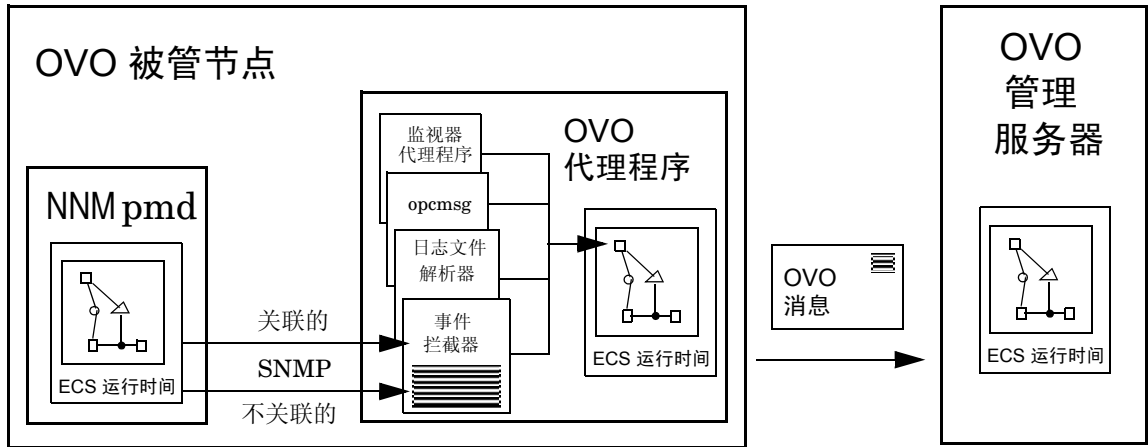 OVO 被管节点
NNM pmd
ECS 运行时间
关联的
SNMP
不关联的
OVO
代理程序
监视器
代理程序
opcmsg
日志文件
解析器
事件
拦截器
ECS 运行时间
OVO
消息
OVO
管理
服务器
ECS 运行时间